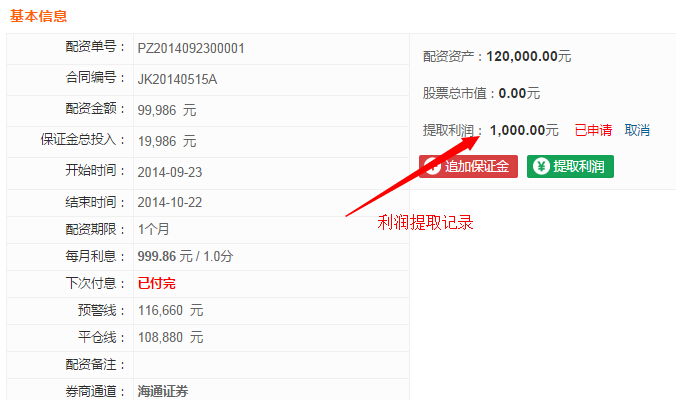 基本信息
配资单号： PZ2014092300001
合同编号： JK20140515A
配资金额： 99,986 元
保证金总投入： 19,986 元
开始时间： 2014-09-23
结束时间： 2014-10-22
配资期限： 1个月
每月利息： 999.86 元 / 1.0分
下次付息： 已付完
预警线： 116,660 元
平仓线： 108,880 元
配资备注：
券商通道： 海通证券
配资资产：120,000.00元
股票总市值：0.00元
提取利润： 1,000.00元 已申请 取消
追加保证金 ¥ 提取利润
利润提取记录